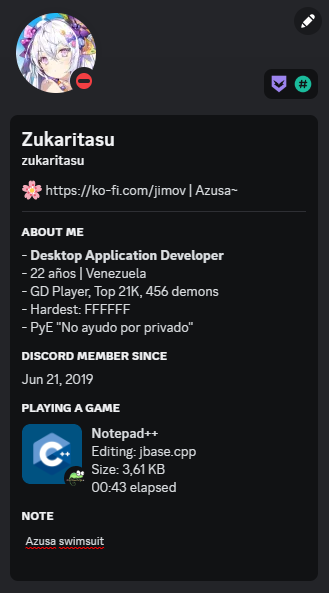 Zukaritasu
zukaritasu
🌸 https://ko-fi.com/jimov | Azusa~
ABOUT ME
- Desktop Application Developer
- 22 años | Venezuela
- GD Player, Top 21K, 456 demons
- Hardest: FFFFFF
- PyE "No ayudo por privado"
DISCORD MEMBER SINCE
Jun 21, 2019
PLAYING A GAME
C++
Notepad++
Editing: jbase.cpp
Size: 3,61 KB
00:43 elapsed
NOTE
Azusa swimsuit